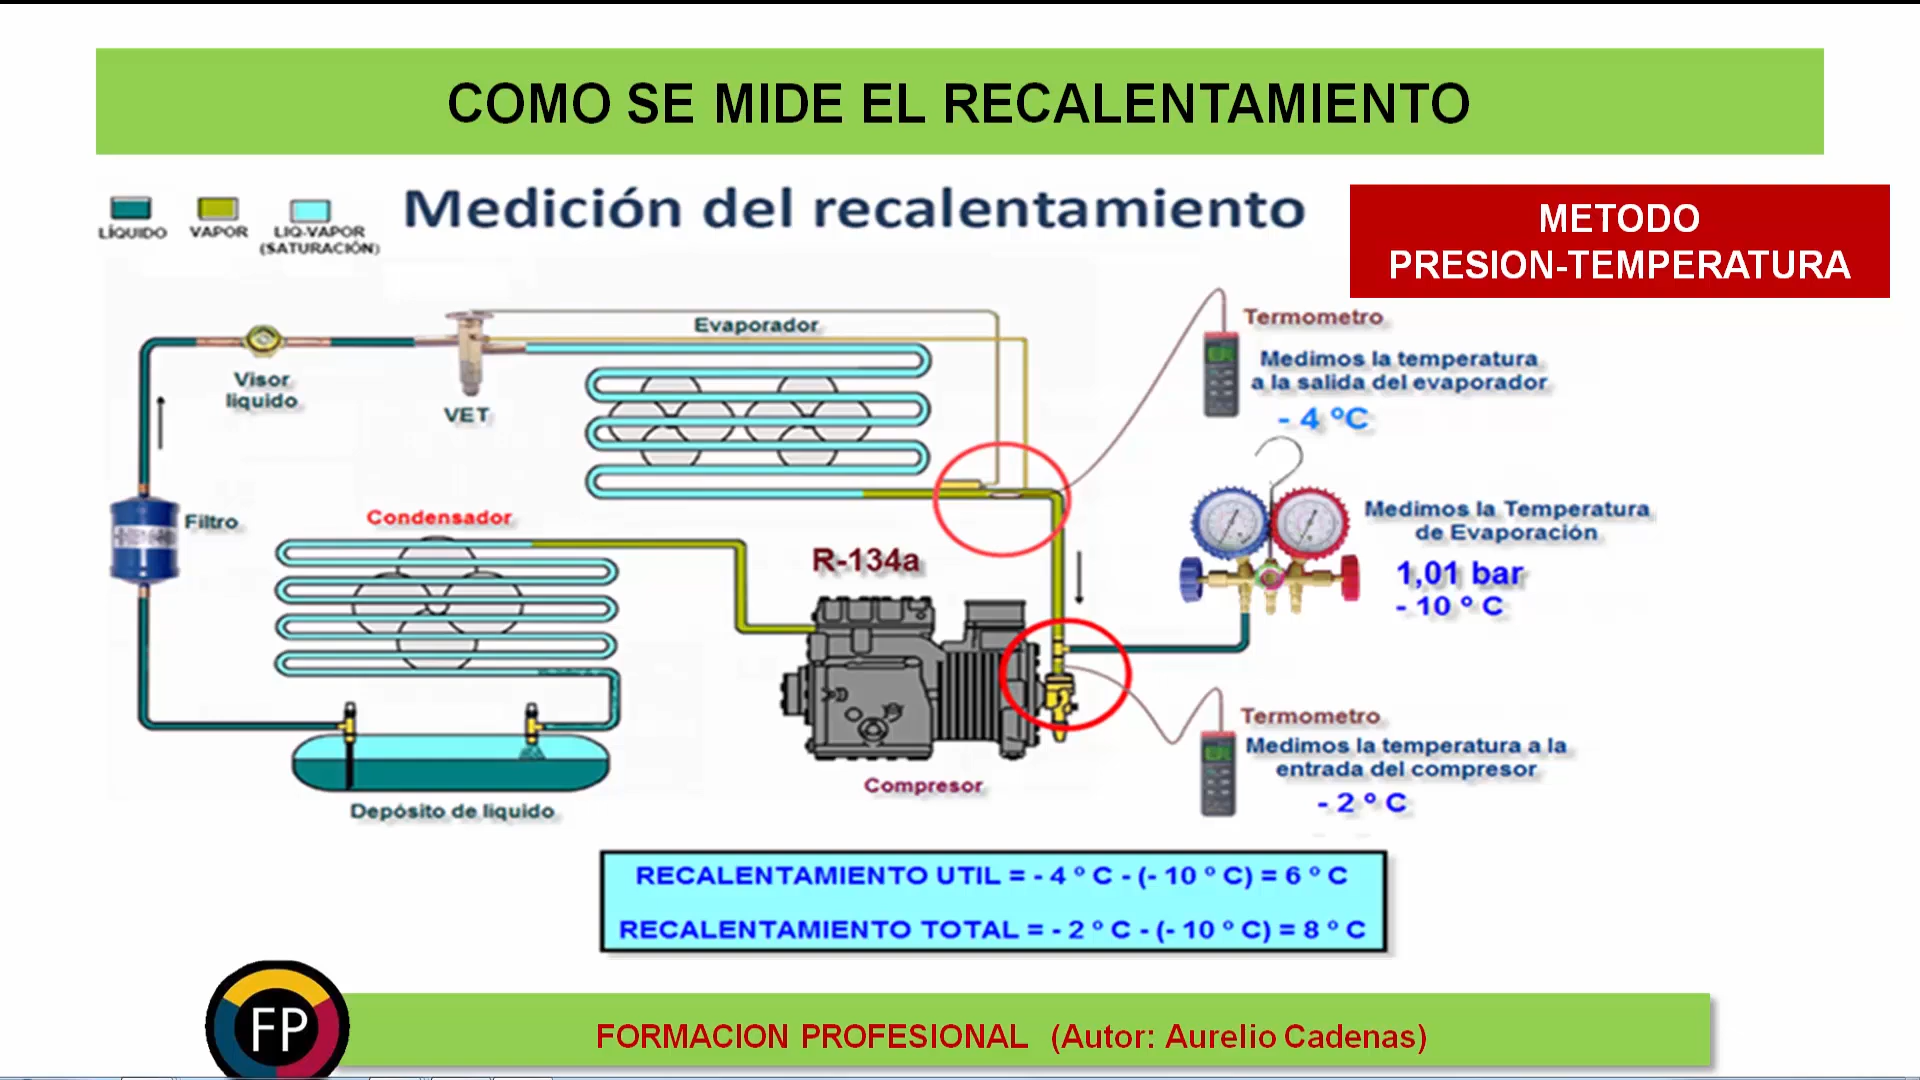 COMO SE MIDE EL RECALENTAMIENTO
Medición del recalentamiento
METODO
PRESION-TEMPERATURA
LÍQUIDO
VAPOR
LIQ-VAPOR
(SATURACIÓN)
Evaporador
Termometro
Medimos la temperatura
a la salida del evaporador
- 4 ºC
Visor
liquido
VET
Filtro
Condensador
R-134a
Medimos la Temperatura
de Evaporación
1,01 bar
- 10 º C
Termometro
Medimos la temperatura a la
entrada del compresor
- 2 º C
Compresor
Depósito de liquido
RECALENTAMIENTO UTIL = - 4 º C - (- 10 º C) = 6 º C
RECALENTAMIENTO TOTAL = - 2 º C - (- 10 º C) = 8 º C
FP
FORMACION PROFESIONAL (Autor: Aurelio Cadenas)